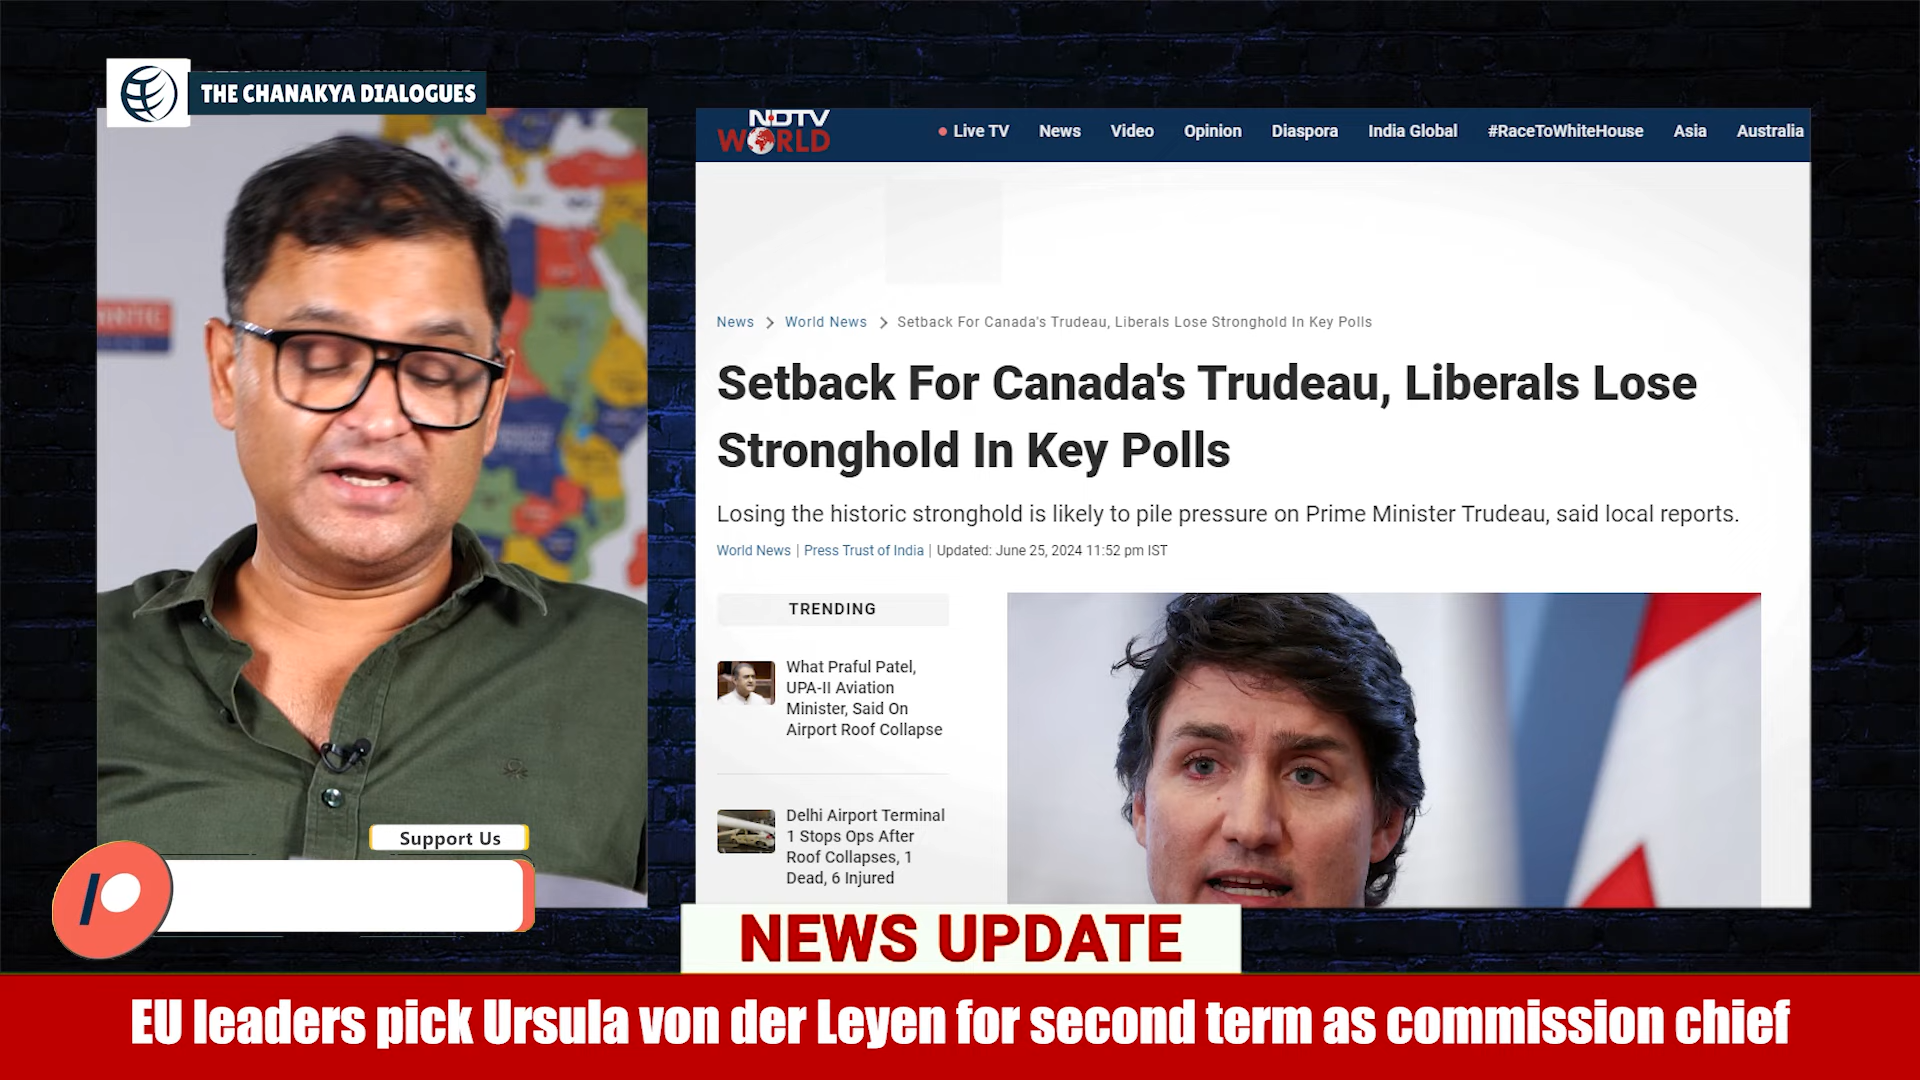 THE CHANAKYA DIALOGUES
NDTV
WORLD
Live TV News Video Opinion Diaspora India Global #RaceToWhiteHouse Asia Australia
News > World News > Setback For Canada's Trudeau, Liberals Lose Stronghold In Key Polls
Setback For Canada's Trudeau, Liberals Lose
Stronghold In Key Polls
Losing the historic stronghold is likely to pile pressure on Prime Minister Trudeau, said local reports.
World News | Press Trust of India | Updated: June 25, 2024 11:52 pm IST
TRENDING
What Praful Patel,
UPA-II Aviation
Minister, Said On
Airport Roof Collapse
Delhi Airport Terminal
1 Stops Ops After
Roof Collapses, 1
Dead, 6 Injured
Support Us
NEWS UPDATE
EU leaders pick Ursula von der Leyen for second term as commission chief